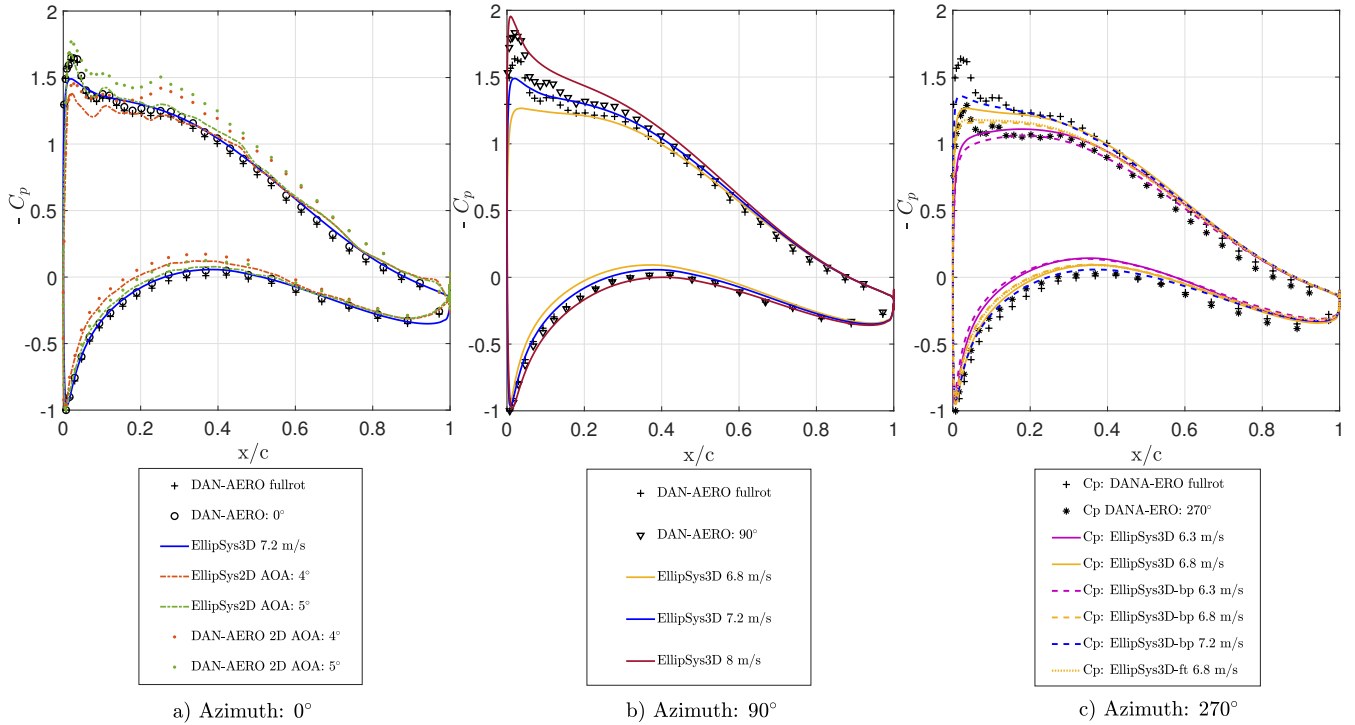 2
1.5
1
0.5
0
-0.5
-1
- Cp
0 0.2 0.4 0.6 0.8 1
x/c
DAN-AERO fullrot
DAN-AERO: 0°
EllipSys3D 7.2 m/s
EllipSys2D AOA: 4°
EllipSys2D AOA: 5°
DAN-AERO 2D AOA: 4°
DAN-AERO 2D AOA: 5°
a) Azimuth: 0°
2
1.5
1
0.5
0
-0.5
-1
- Cp
0 0.2 0.4 0.6 0.8 1
x/c
DAN-AERO fullrot
DAN-AERO: 90°
EllipSys3D 6.8 m/s
EllipSys3D 7.2 m/s
EllipSys3D 8 m/s
b) Azimuth: 90°
2
1.5
1
0.5
0
-0.5
-1
- Cp
0 0.2 0.4 0.6 0.8 1
x/c
Cp: DANA-ERO fullrot
Cp DANA-ERO: 270°
Cp: EllipSys3D 6.3 m/s
Cp: EllipSys3D 6.8 m/s
Cp: EllipSys3D-bp 6.3 m/s
Cp: EllipSys3D-bp 6.8 m/s
Cp: EllipSys3D-bp 7.2 m/s
Cp: EllipSys3D-ft 6.8 m/s
c) Azimuth: 270°